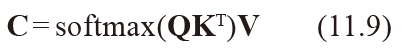 C = softmax(QKᵀ)V (11.9)